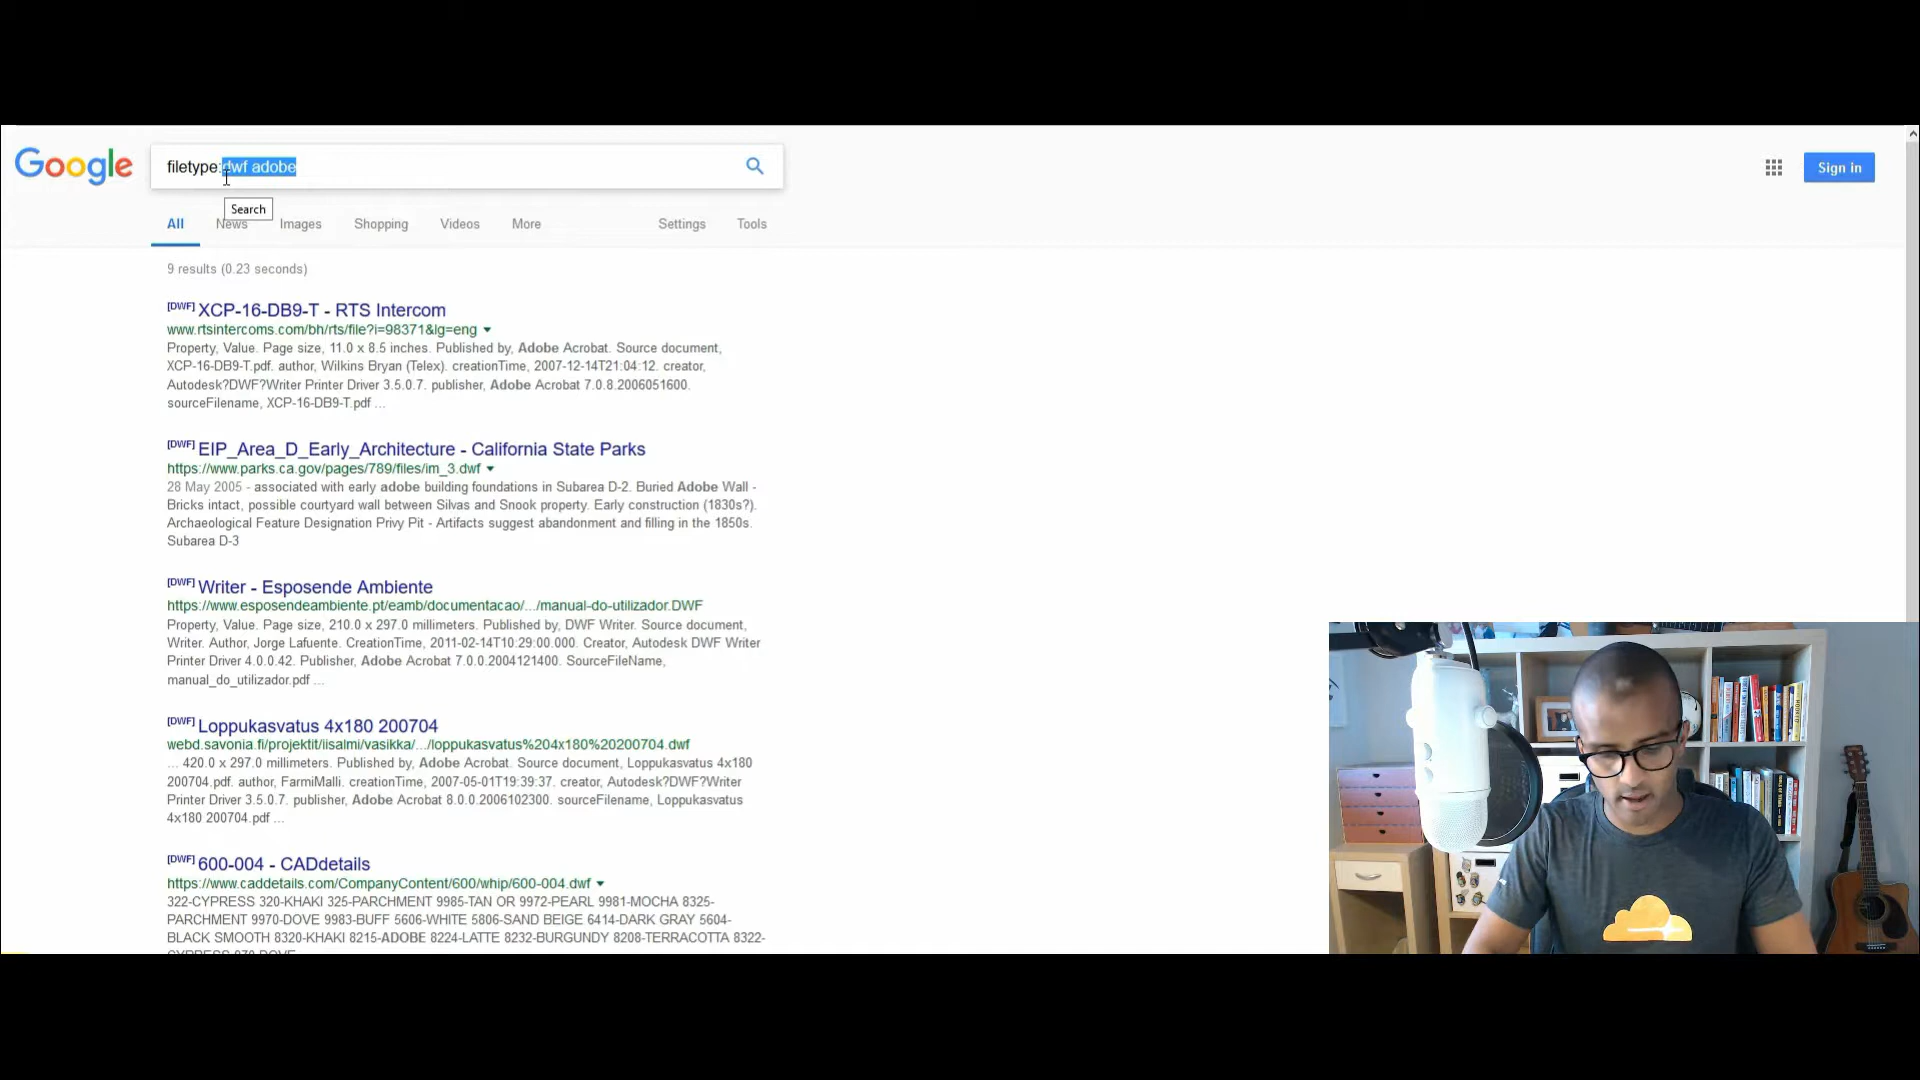 Google
filetype:dwf adobe
Sign in
Search
All News Images Shopping Videos More Settings Tools
9 results (0.23 seconds)
[DWF] XCP-16-DB9-T - RTS Intercom
www.rtsintercoms.com/bh/rts/file?i=98371&lg=eng
Property, Value. Page size, 11.0 x 8.5 inches. Published by, Adobe Acrobat. Source document,
XCP-16-DB9-T.pdf. author, Wilkins Bryan (Telex). creationTime, 2007-12-14T21:04:12. creator,
Autodesk?DWF?Writer Printer Driver 3.5.0.7. publisher, Adobe Acrobat 7.0.8.2006051600.
sourceFilename, XCP-16-DB9-T.pdf ...
[DWF] EIP_Area_D_Early_Architecture - California State Parks
https://www.parks.ca.gov/pages/789/files/im_3.dwf
28 May 2005 - associated with early adobe building foundations in Subarea D-2. Buried Adobe Wall -
Bricks intact, possible courtyard wall between Silvas and Snook property. Early construction (1830s?).
Archaeological Feature Designation Privy Pit - Artifacts suggest abandonment and filling in the 1850s.
Subarea D-3
[DWF] Writer - Esposende Ambiente
https://www.esposendeambiente.pt/eamb/documentacao/.../manual-do-utilizador.DWF
Property, Value. Page size, 210.0 x 297.0 millimeters. Published by, DWF Writer. Source document,
Writer. Author, Jorge Lafuente. CreationTime, 2011-02-14T10:29:00.000. Creator, Autodesk DWF Writer
Printer Driver 4.0.0.42. Publisher, Adobe Acrobat 7.0.0.2004121400. SourceFileName,
manual_do_utilizador.pdf ...
[DWF] Loppukasvatus 4x180 200704
webd.savonia.fi/projektit/iisalmi/vasikka/.../loppukasvatus%204x180%20200704.dwf
... 420.0 x 297.0 millimeters. Published by, Adobe Acrobat. Source document, Loppukasvatus 4x180
200704.pdf. author, FarmiMalli. creationTime, 2007-05-01T19:39:37. creator, Autodesk?DWF?Writer
Printer Driver 3.5.0.7. publisher, Adobe Acrobat 8.0.0.2006102300. sourceFilename, Loppukasvatus
4x180 200704.pdf ...
[DWF] 600-004 - CADdetails
https://www.caddetails.com/CompanyContent/600/whip/600-004.dwf
322-CYPRESS 320-KHAKI 325-PARCHMENT 9985-TAN OR 9972-PEARL 9981-MOCHA 8325-
PARCHMENT 9970-DOVE 9983-BUFF 5606-WHITE 5806-SAND BEIGE 6414-DARK GRAY 5604-
BLACK SMOOTH 8320-KHAKI 8215-ADOBE 8224-LATTE 8232-BURGUNDY 8208-TERRACOTTA 8322-